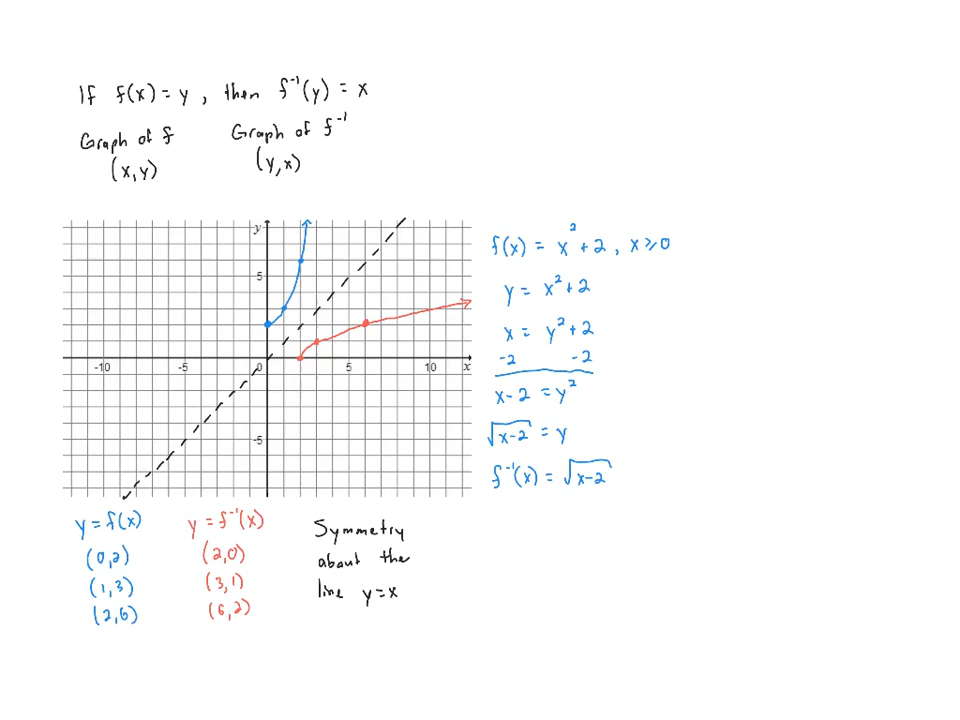 If f(x) = y, then f⁻¹(y) = x
Graph of f
(x,y)
Graph of f⁻¹
(y,x)
y
5
-10 -5 0 5 10 x
-5
f(x) = x² + 2, x ≥ 0
y = x² + 2
x = y² + 2
-2 -2
x - 2 = y²
√x-2 = y
f⁻¹(x) = √x-2
y = f(x)
(0,2)
(1,3)
(2,6)
y = f⁻¹(x)
(2,0)
(3,1)
(6,2)
Symmetry
about the
line y=x